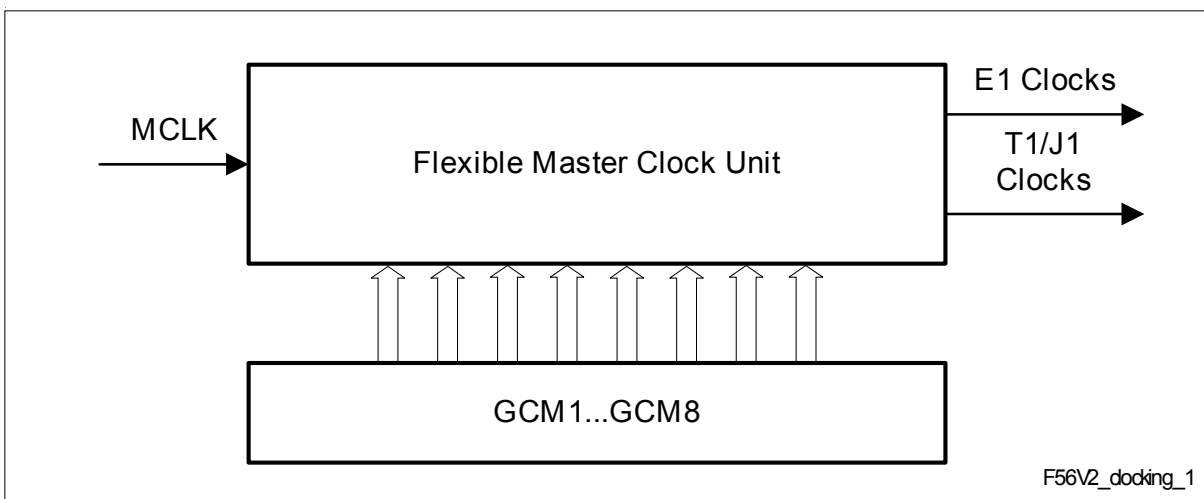 E1 Clocks
MCLK
Flexible Master Clock Unit
T1/J1
Clocks
GCM1...GCM8
F56V2_docking_1